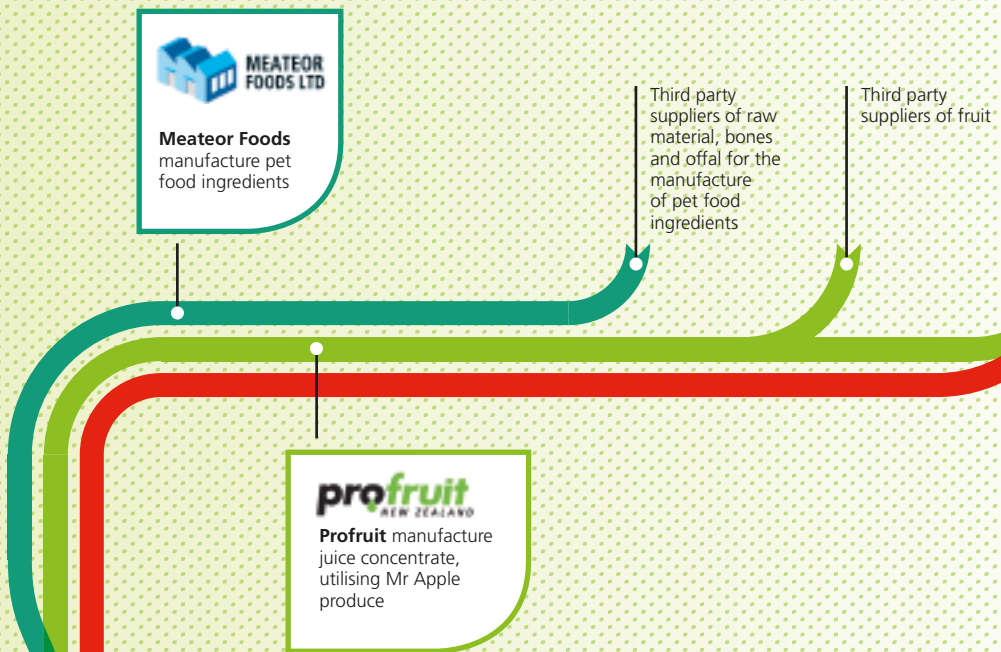 MEATEOR
FOODS LTD
Meateor Foods
manufacture pet
food ingredients
Third party
suppliers of raw
material, bones
and offal for the
manufacture
of pet food
ingredients
Third party
suppliers of fruit
profruit
NEW ZEALAND
Profruit manufacture
juice concentrate,
utilising Mr Apple
produce